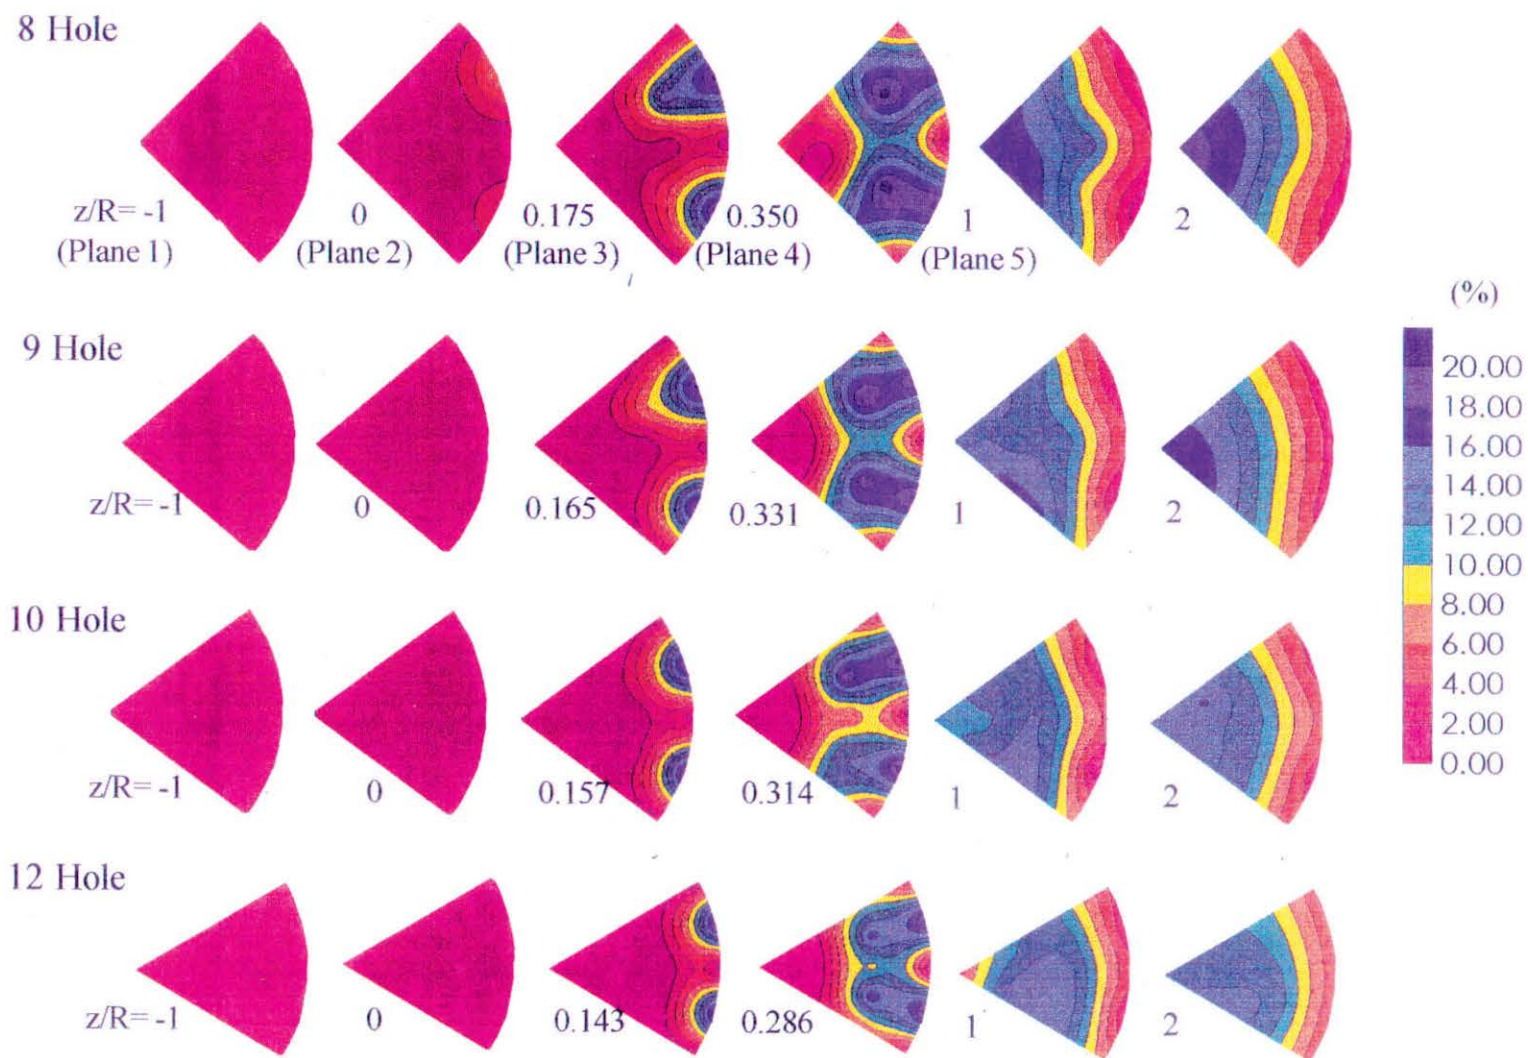 8 Hole
z/R= -1 0 0.175 0.350 1 2
(Plane 1) (Plane 2) (Plane 3) (Plane 4) (Plane 5)
(%)
9 Hole
20.00
18.00
16.00
14.00
12.00
10.00
8.00
6.00
4.00
2.00
0.00
z/R= -1 0 0.165 0.331 1 2
10 Hole
z/R= -1 0 0.157 0.314 1 2
12 Hole
z/R= -1 0 0.143 0.286 1 2